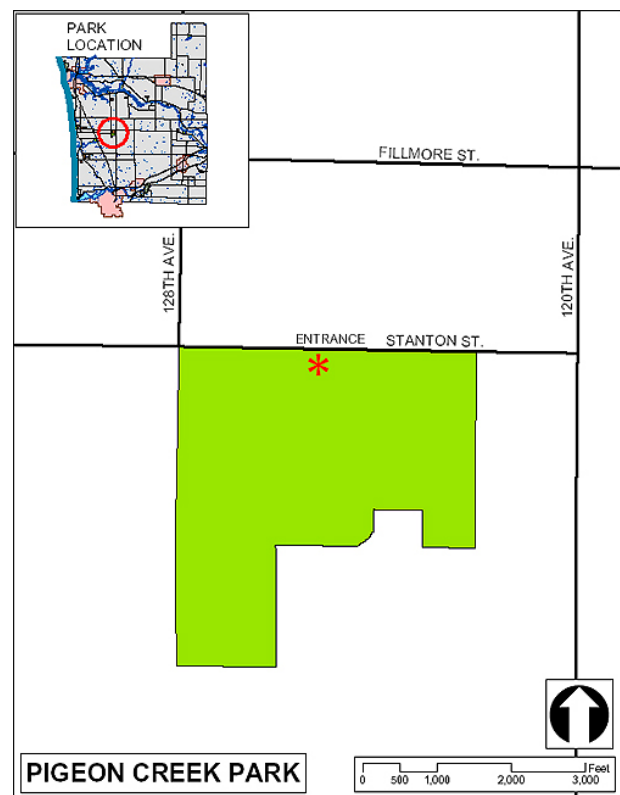 PARK
LOCATION
FILLMORE ST.
128TH AVE.
120TH AVE.
ENTRANCE STANTON ST.
*
PIGEON CREEK PARK
Feet
0 500 1,000 2,000 3,000